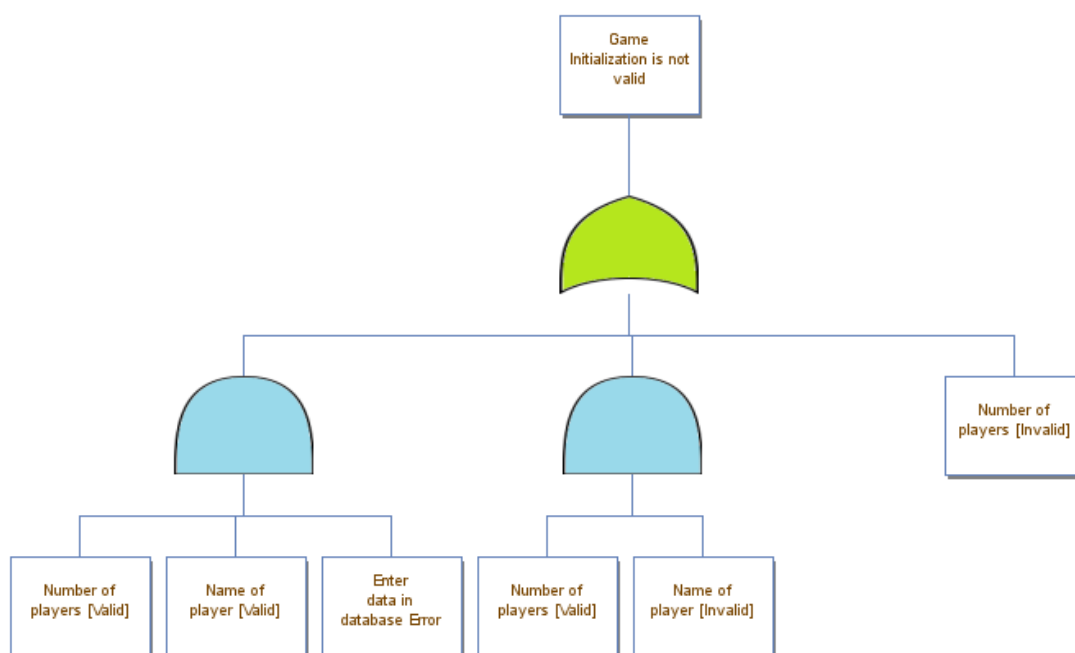 Game
Initialization is not
valid
Number of
players [Invalid]
Number of
players [Valid]
Name of
player [Valid]
Enter
data in
database Error
Number of
players [Valid]
Name of
player [Invalid]